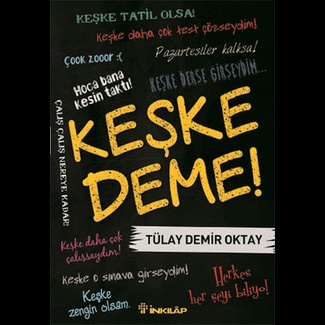 KEŞKE TATİL OLSA!
Keşke daha çok test çözseydim!
Çook zooor :(
Pazartesiler kalksa!
Hoca bana
kesin taktı!
KEŞKE DERSE GİRSEYDİM...
ÇALIŞ ÇALIŞ NEREYE KADAR!
KEŞKE
DEME!
TÜLAY DEMİR OKTAY
Keşke daha çok
çalışsaydım!
Keşke o sınava girseydim!
Herkes
her şeyi biliyo!
Keşke
zengin olsam.
İNKILÂP